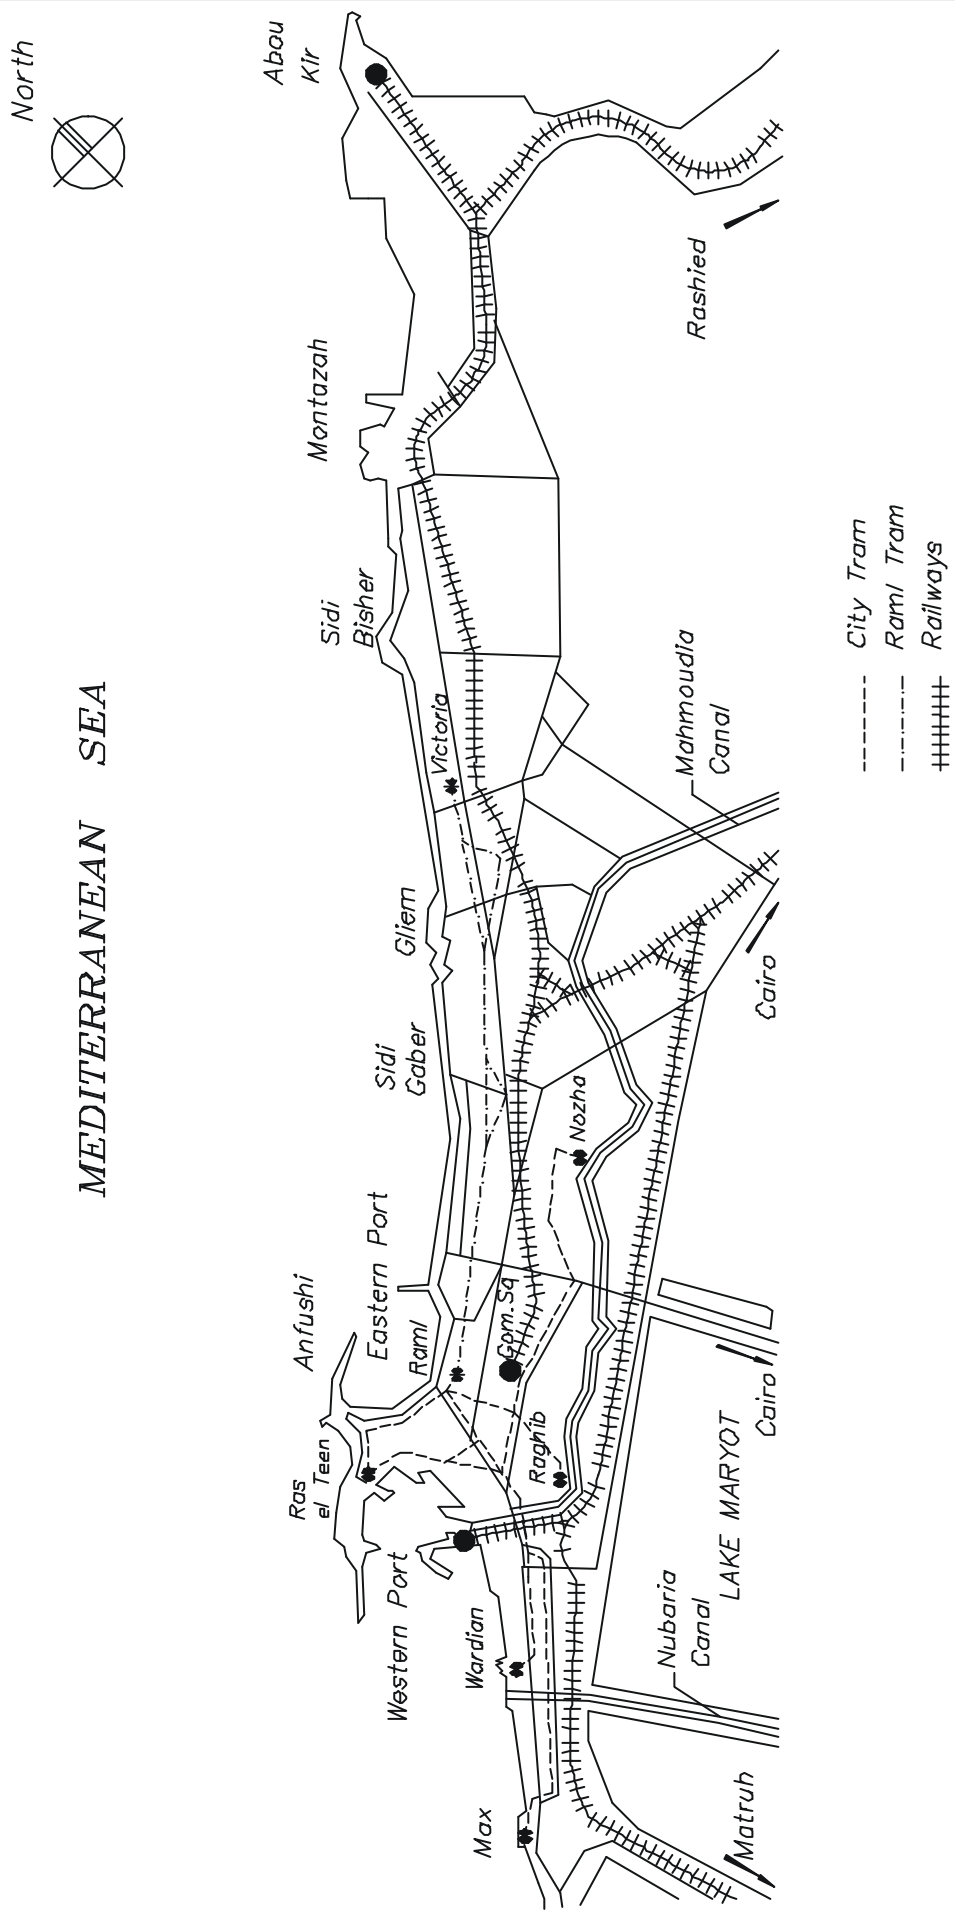 North
MEDITERRANEAN SEA
Abou
Kir
Montazah
Sidi
Bisher
Victoria
Gliem
Sidi
Gaber
Eastern Port
Anfushi
Raml
Gom.Sq
Nozha
Raghib
Ras
el Teen
Western Port
Wardian
Max
Rashied
Mahmoudia
Canal
Cairo
Cairo
LAKE MARYOT
Nubaria
Canal
Matruh
City Tram
Raml Tram
Railways